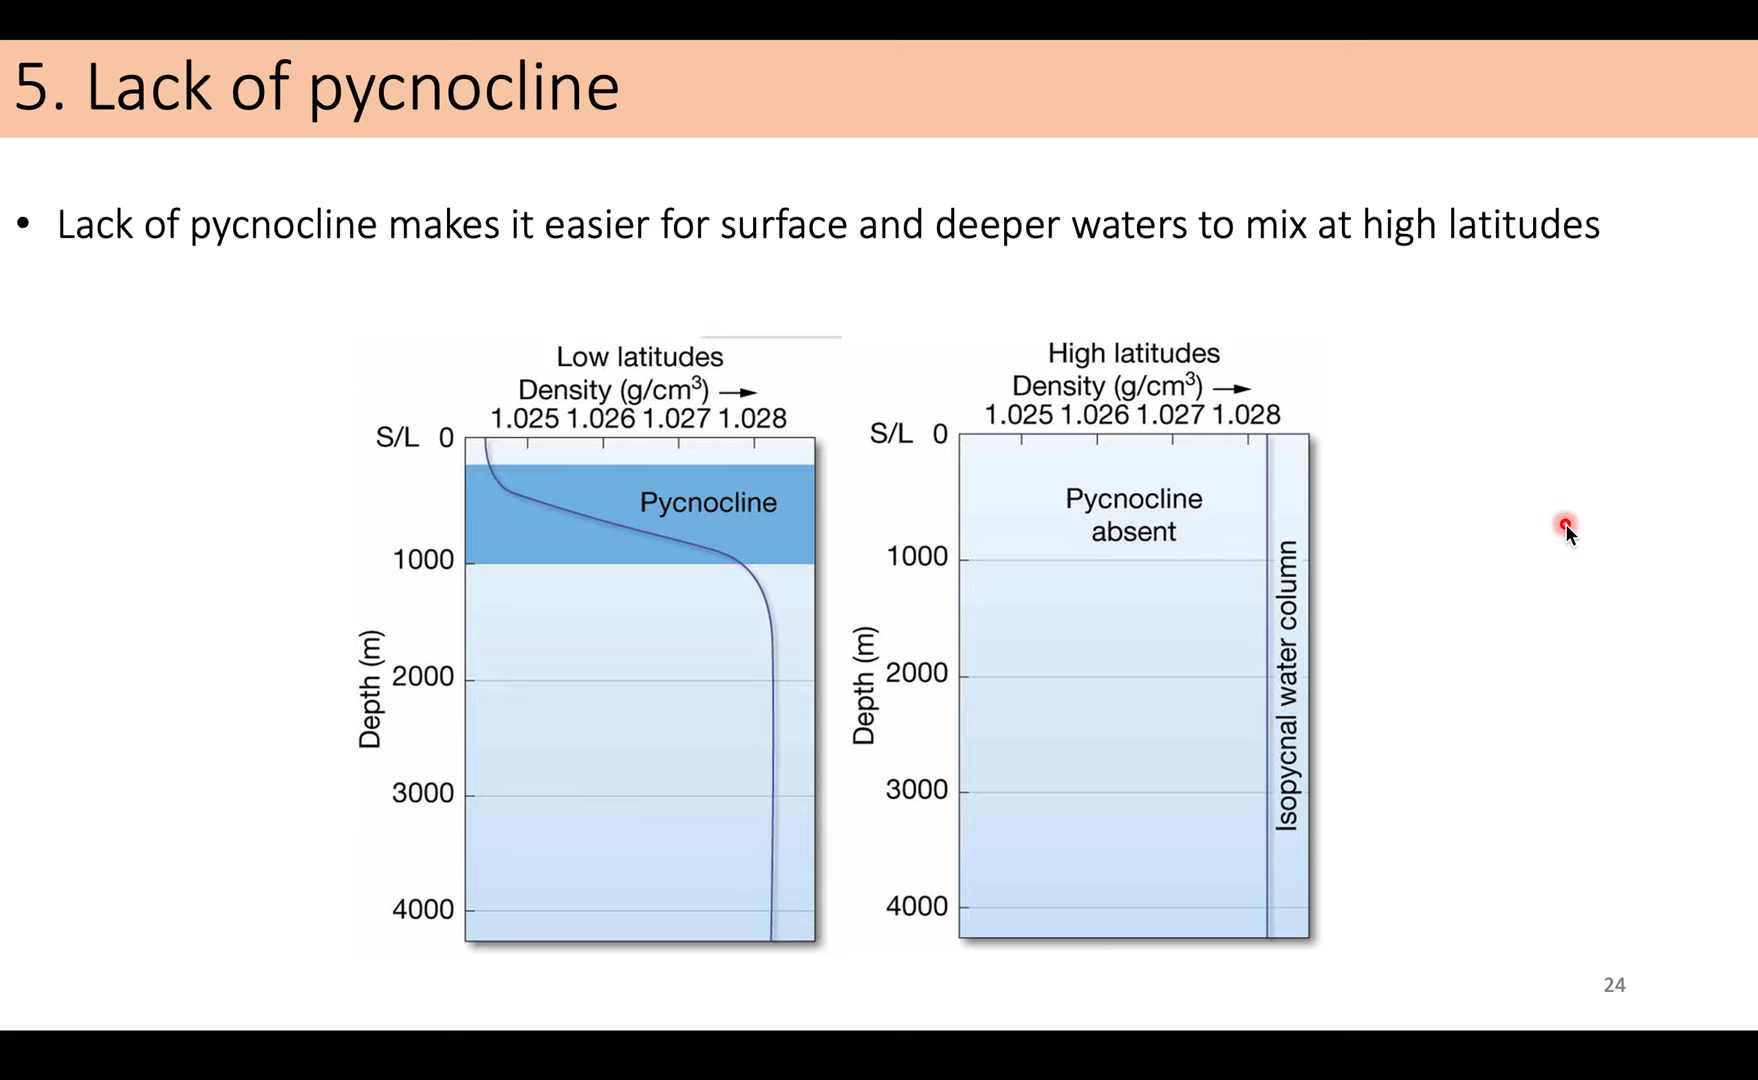 5. Lack of pycnocline
• Lack of pycnocline makes it easier for surface and deeper waters to mix at high latitudes
Low latitudes
Density (g/cm³) →
1.025 1.026 1.027 1.028
S/L 0
Pycnocline
1000
2000
3000
4000
Depth (m)
High latitudes
Density (g/cm³) →
1.025 1.026 1.027 1.028
S/L 0
Pycnocline
absent
1000
2000
3000
4000
Depth (m)
Isopycnal water column
24